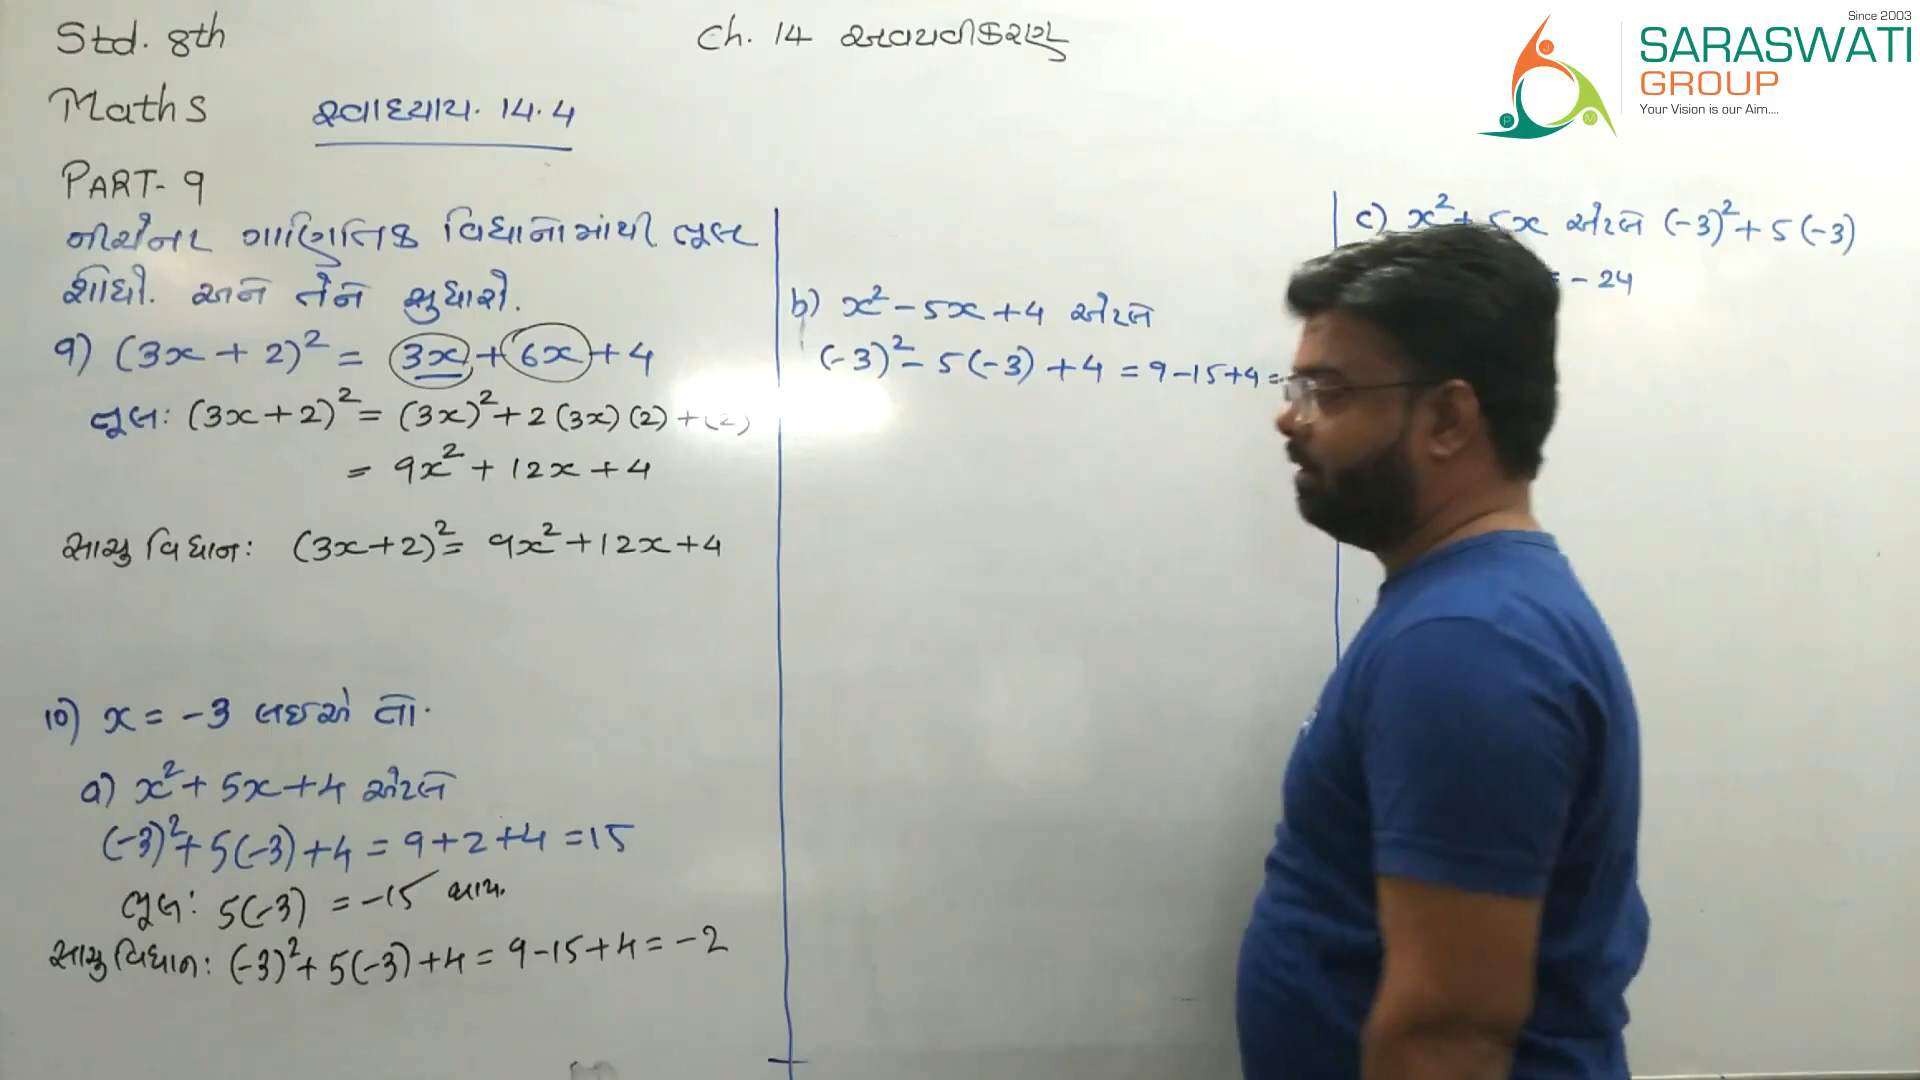 Std. 8th
Ch. 14 અવયવીકરણ
Maths
સ્વાધ્યાય. 14.4
PART- 9
નીચેના ગાણિતિક વિધાનોમાંથી ભૂલ
શોધો. અને તેને સુધારો.
9) (3x + 2)² = 3x + 6x + 4
ભૂલ: (3x+2)² = (3x)² + 2(3x)(2) + (2)
= 9x² + 12x + 4
સાચુ વિધાન: (3x+2)² = 9x² + 12x + 4
10) x = -3 લઈએ તો.
a) x² + 5x + 4 એટલે
(-3)² + 5(-3) + 4 = 9 + 2 + 4 = 15
ભૂલ: 5(-3) = -15 થાય.
સાચુ વિધાન: (-3)² + 5(-3) + 4 = 9 - 15 + 4 = -2
b) x² - 5x + 4 એટલે
(-3)² - 5(-3) + 4 = 9 - 15 + 4 =
c) x² + 5x એટલે (-3)² + 5(-3)
= - 24
Since 2003
SARASWATI
GROUP
Your Vision is our Aim....
J
P
M